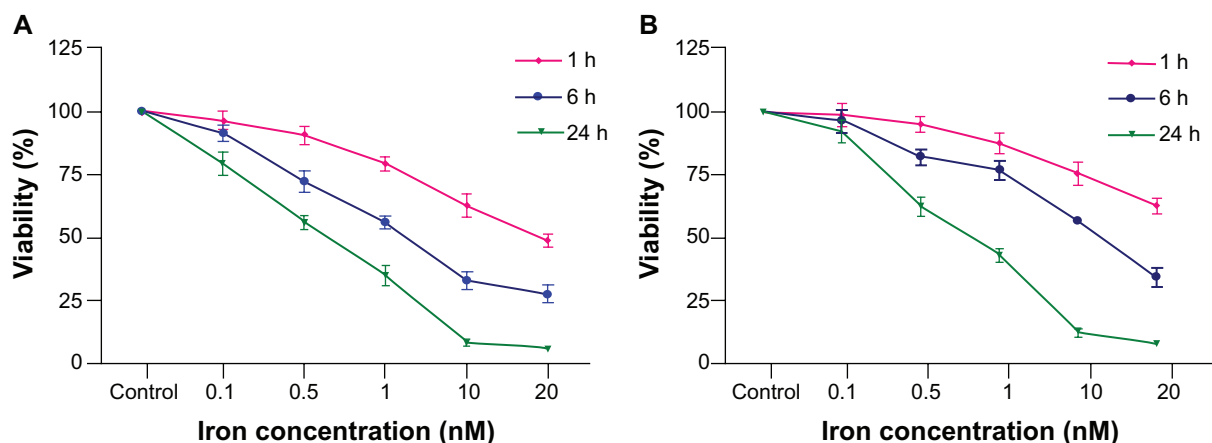 A
125
100
75
50
25
0
Viability (%)
1 h
6 h
24 h
Control 0.1 0.5 1 10 20
Iron concentration (nM)
B
125
100
75
50
25
0
Viability (%)
1 h
6 h
24 h
Control 0.1 0.5 1 10 20
Iron concentration (nM)